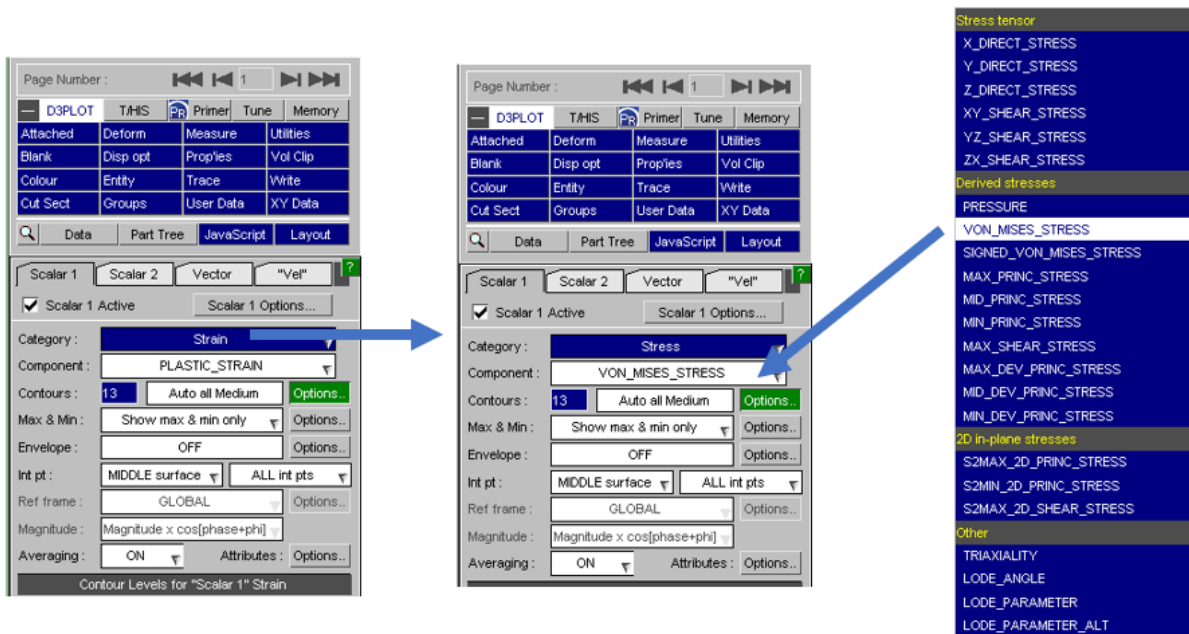 Page Number : 1
D3PLOT T/HIS Primer Tune Memory
Attached Deform Measure Utilities
Blank Disp opt Prop'ies Vol Clip
Colour Entity Trace Write
Cut Sect Groups User Data XY Data
Data Part Tree JavaScript Layout
Scalar 1 Scalar 2 Vector "Vel" ?
Scalar 1 Active Scalar 1 Options...
Category : Strain
Component : PLASTIC_STRAIN
Contours : 13 Auto all Medium Options..
Max & Min : Show max & min only Options..
Envelope : OFF Options..
Int pt : MIDDLE surface ALL int pts
Ref frame : GLOBAL Options..
Magnitude : Magnitude x cos[phase+phi]
Averaging : ON Attributes : Options..
Contour Levels for "Scalar 1" Strain
Page Number : 1
D3PLOT T/HIS PR Primer Tune Memory
Attached Deform Measure Utilities
Blank Disp opt Prop'ies Vol Clip
Colour Entity Trace Write
Cut Sect Groups User Data XY Data
Data Part Tree JavaScript Layout
Scalar 1 Scalar 2 Vector "Vel" ?
Scalar 1 Active Scalar 1 Options...
Category : Stress
Component : VON_MISES_STRESS
Contours : 13 Auto all Medium Options..
Max & Min : Show max & min only Options..
Envelope : OFF Options..
Int pt : MIDDLE surface ALL int pts
Ref frame : GLOBAL Options..
Magnitude : Magnitude x cos[phase+phi]
Averaging : ON Attributes : Options..
Stress tensor
X_DIRECT_STRESS
Y_DIRECT_STRESS
Z_DIRECT_STRESS
XY_SHEAR_STRESS
YZ_SHEAR_STRESS
ZX_SHEAR_STRESS
Derived stresses
PRESSURE
VON_MISES_STRESS
SIGNED_VON_MISES_STRESS
MAX_PRINC_STRESS
MID_PRINC_STRESS
MIN_PRINC_STRESS
MAX_SHEAR_STRESS
MAX_DEV_PRINC_STRESS
MID_DEV_PRINC_STRESS
MIN_DEV_PRINC_STRESS
2D in-plane stresses
S2MAX_2D_PRINC_STRESS
S2MIN_2D_PRINC_STRESS
S2MAX_2D_SHEAR_STRESS
Other
TRIAXIALITY
LODE_ANGLE
LODE_PARAMETER
LODE_PARAMETER_ALT